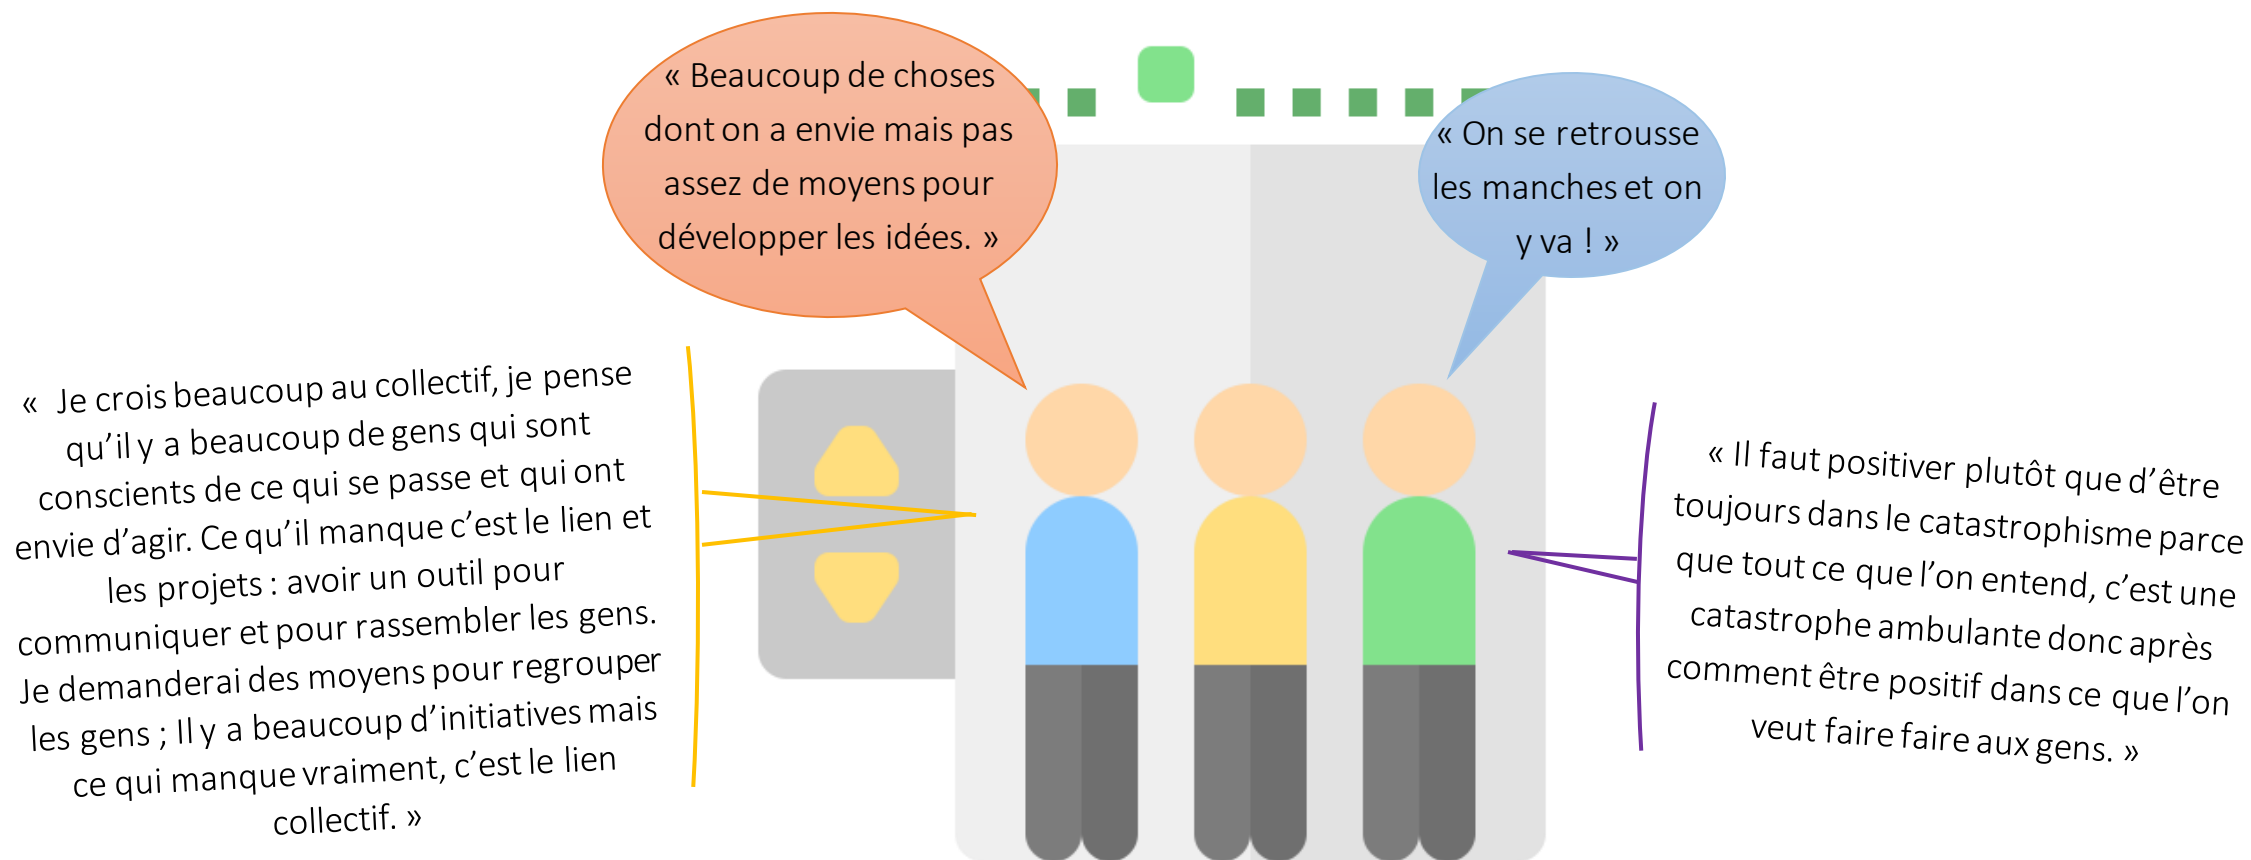 « Beaucoup de choses
dont on a envie mais pas
assez de moyens pour
développer les idées. »
« On se retrousse
les manches et on
y va ! »
« Je crois beaucoup au collectif, je pense
qu’il y a beaucoup de gens qui sont
conscients de ce qui se passe et qui ont
envie d’agir. Ce qu’il manque c’est le lien et
les projets : avoir un outil pour
communiquer et pour rassembler les gens.
Je demanderai des moyens pour regrouper
les gens ; Il y a beaucoup d’initiatives mais
ce qui manque vraiment, c’est le lien
collectif. »
« Il faut positiver plutôt que d’être
toujours dans le catastrophisme parce
que tout ce que l’on entend, c’est une
catastrophe ambulante donc après
comment être positif dans ce que l’on
veut faire faire aux gens. »